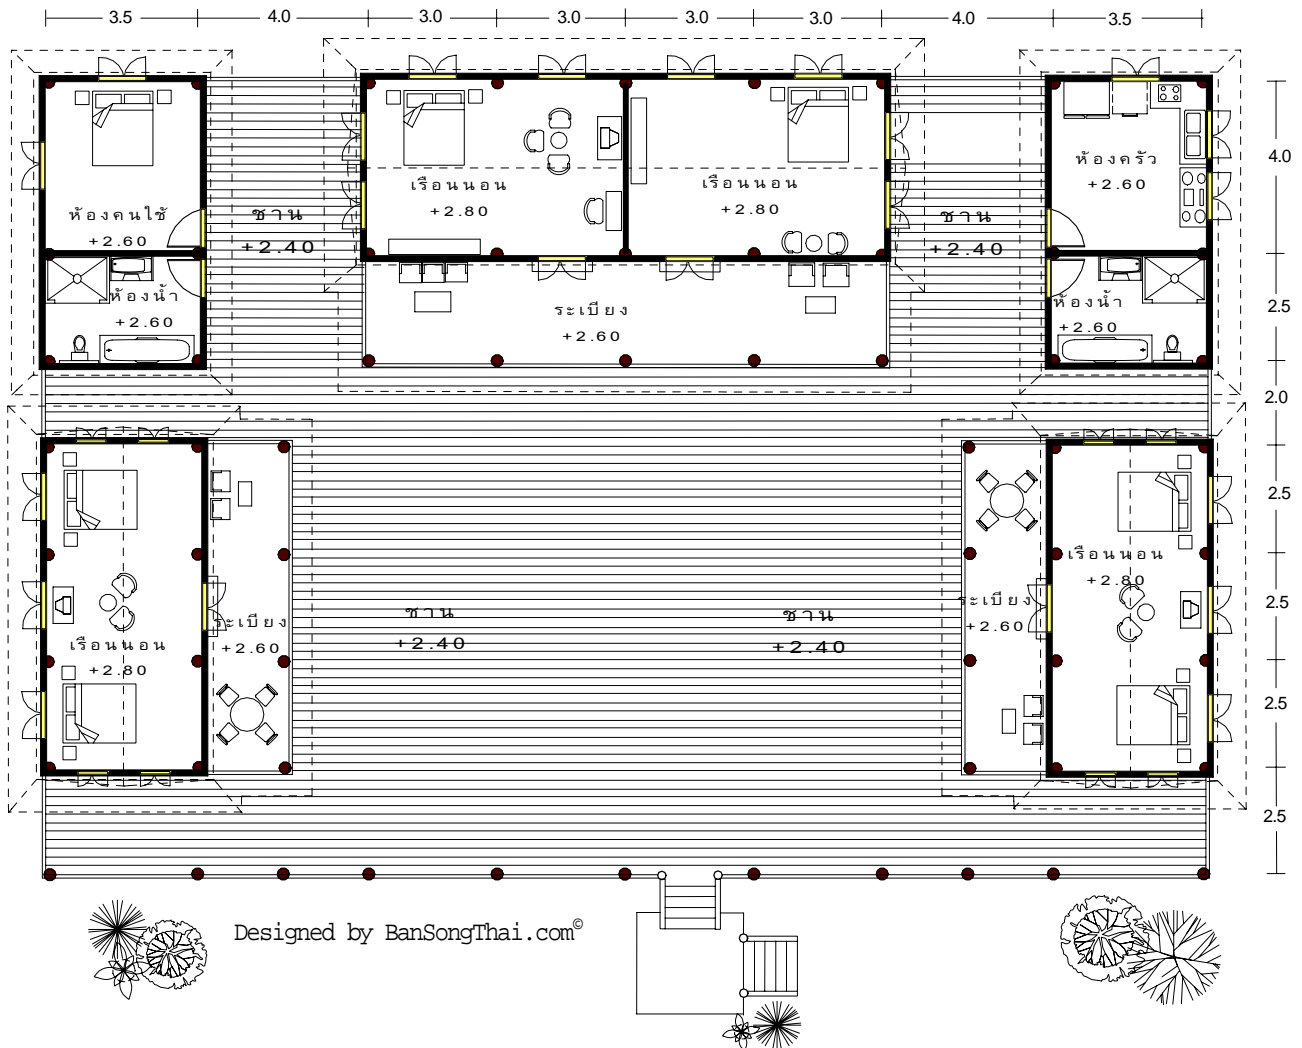 3.5 4.0 3.0 3.0 3.0 3.0 4.0 3.5
4.0
2.5
2.0
2.5
2.5
2.5
2.5
ห้องคนใช้
+2.60
ห้องน้ำ
+2.60
ชาน
+2.40
เรือนนอน
+2.80
เรือนนอน
+2.80
ระเบียง
+2.60
ชาน
+2.40
ห้องครัว
+2.60
ห้องน้ำ
+2.60
เรือนนอน
+2.80
ระเบียง
+2.60
ชาน
+2.40
ชาน
+2.40
ระเบียง
+2.60
เรือนนอน
+2.80
Designed by BanSongThai.com©